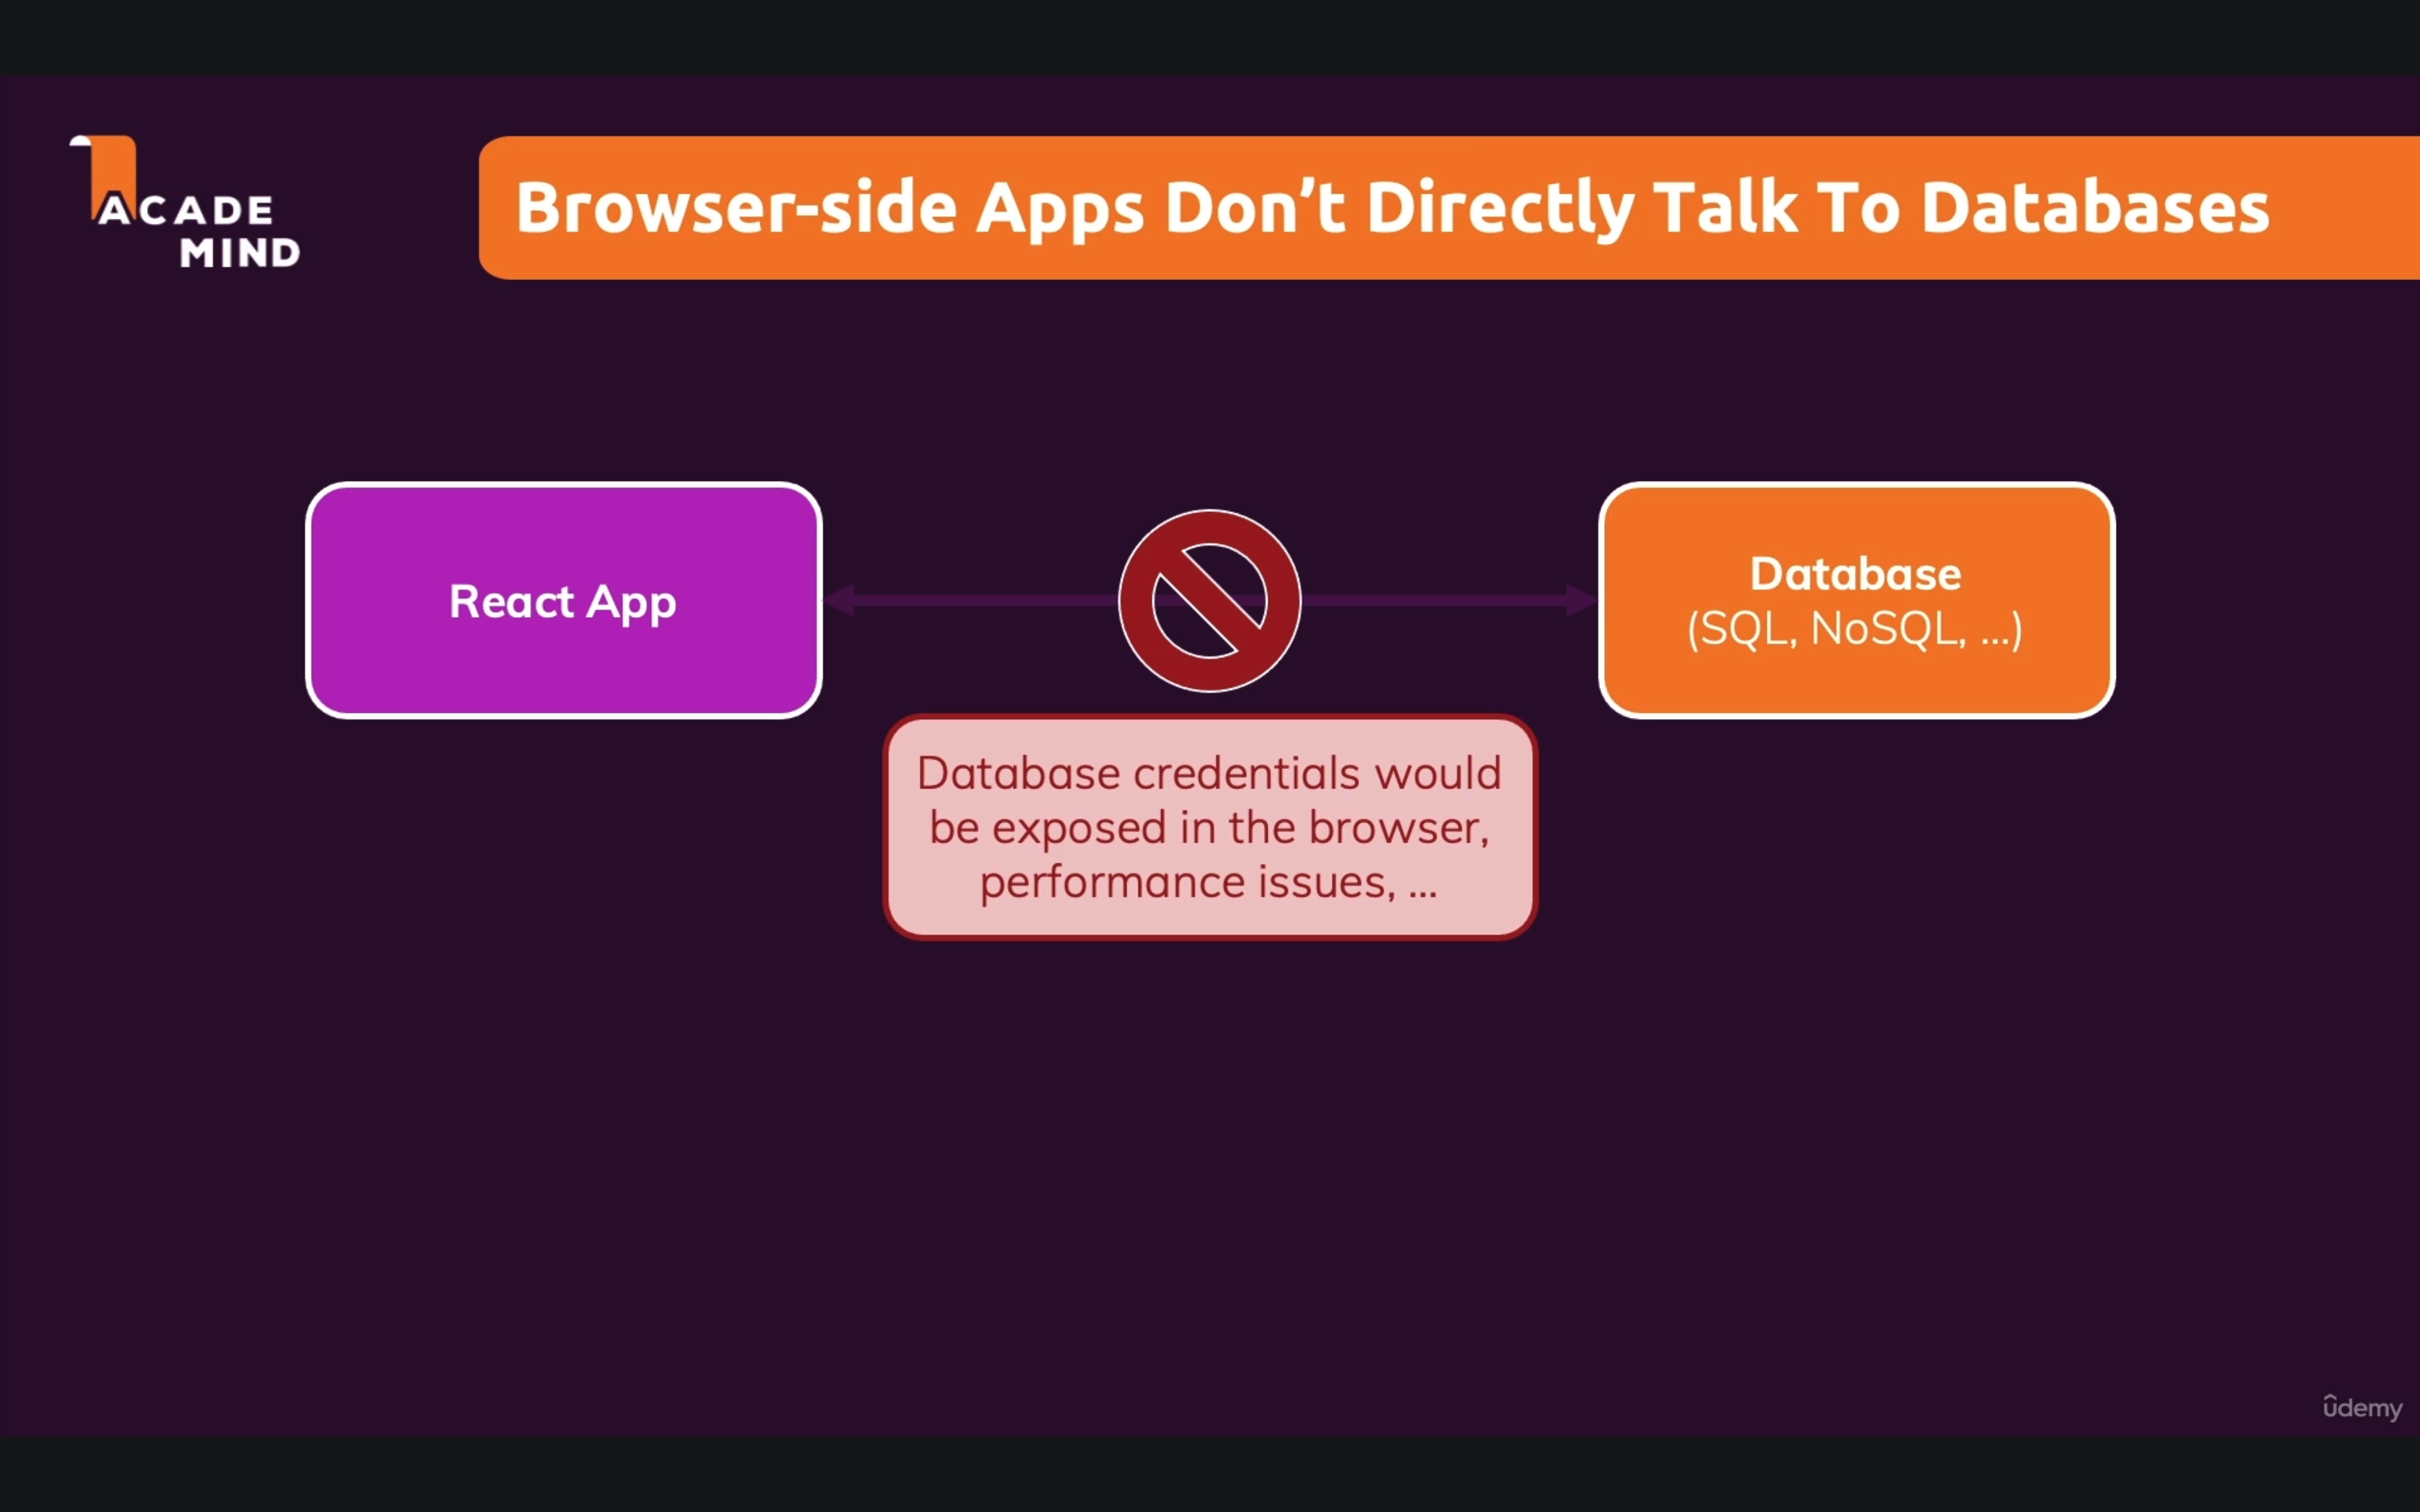 ACADE
MIND
Browser-side Apps Don’t Directly Talk To Databases
React App
Database
(SQL, NoSQL, ...)
Database credentials would
be exposed in the browser,
performance issues, ...
ûdemy